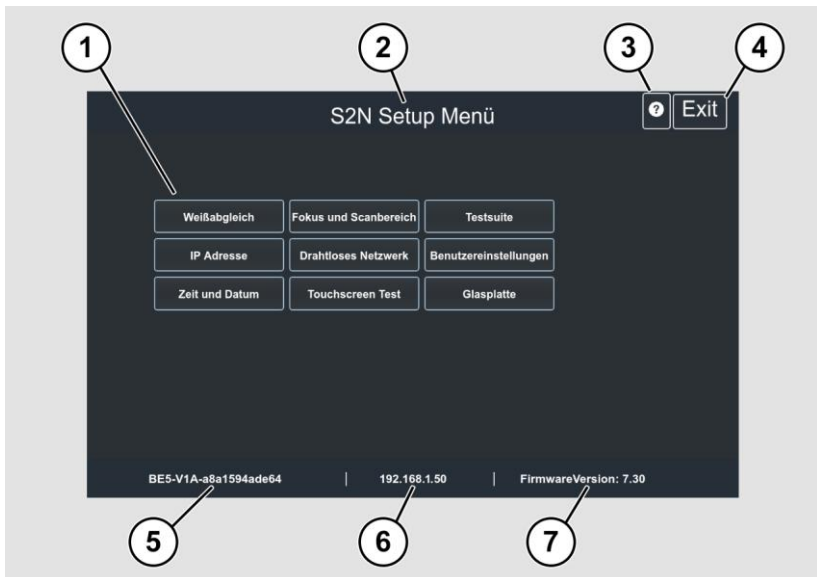 1 2 3 4
S2N Setup Menü ? Exit
Weißabgleich Fokus und Scanbereich Testsuite
IP Adresse Drahtloses Netzwerk Benutzereinstellungen
Zeit und Datum Touchscreen Test Glasplatte
BE5-V1A-a8a1594ade64 | 192.168.1.50 | FirmwareVersion: 7.30
5 6 7